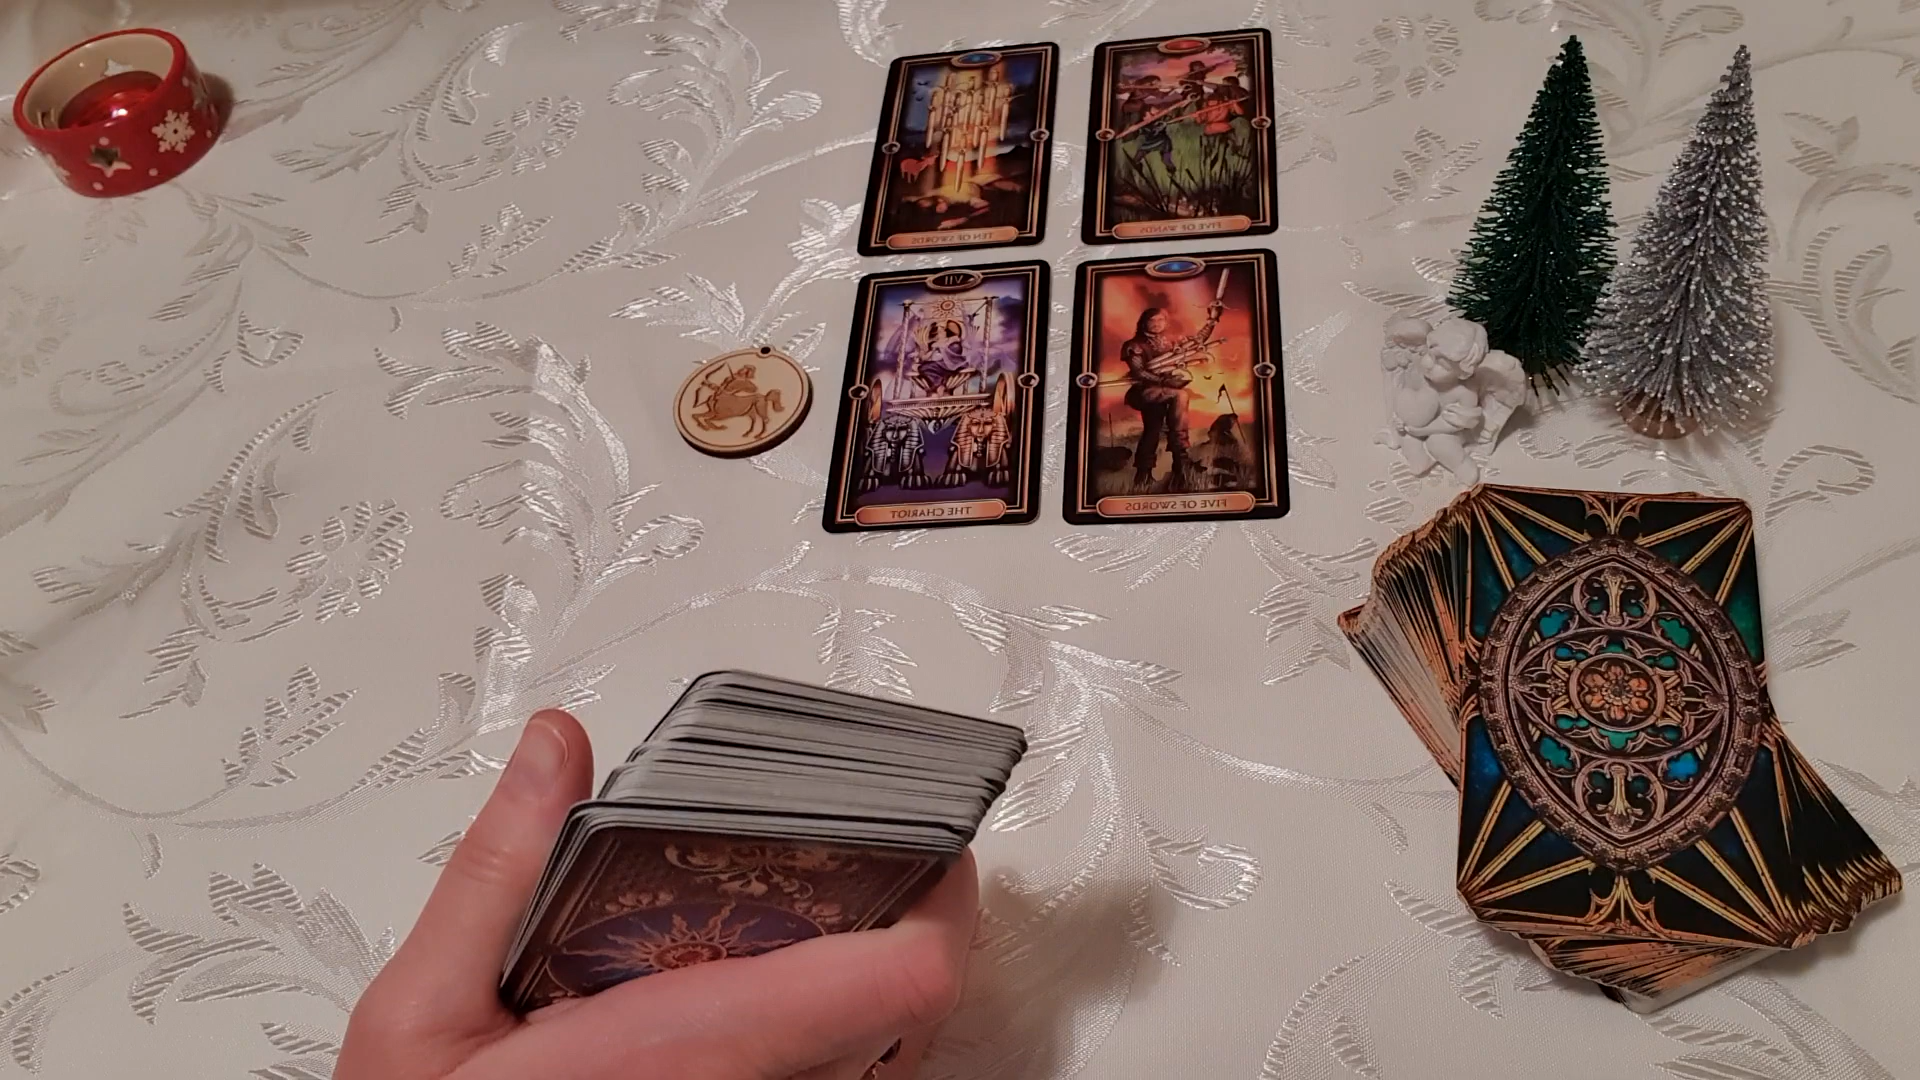 TEN OF SWORDS
FIVE OF WANDS
VII
THE CHARIOT
FIVE OF SWORDS